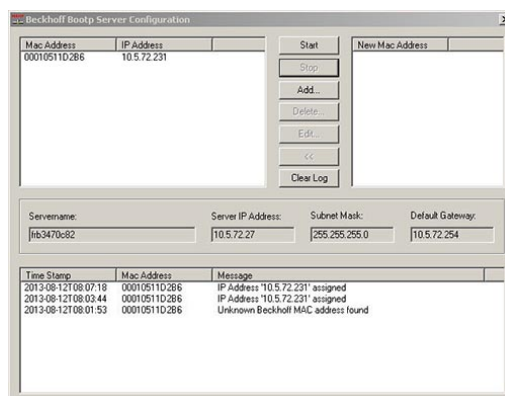 Beckhoff Bootp Server Configuration
Mac Address IP Address
00010511D2B6 10.5.72.231
Start
Stop
Add...
Delete...
Edit...
<<
Clear Log
New Mac Address
Servername: Server IP Address: Subnet Mask: Default Gateway:
frb3470c82 10.5.72.27 255.255.255.0 10.5.72.254
Time Stamp Mac Address Message
2013-08-12T08:07:18 00010511D2B6 IP Address '10.5.72.231' assigned
2013-08-12T08:03:44 00010511D2B6 IP Address '10.5.72.231' assigned
2013-08-12T08:01:53 00010511D2B6 Unknown Beckhoff MAC address found